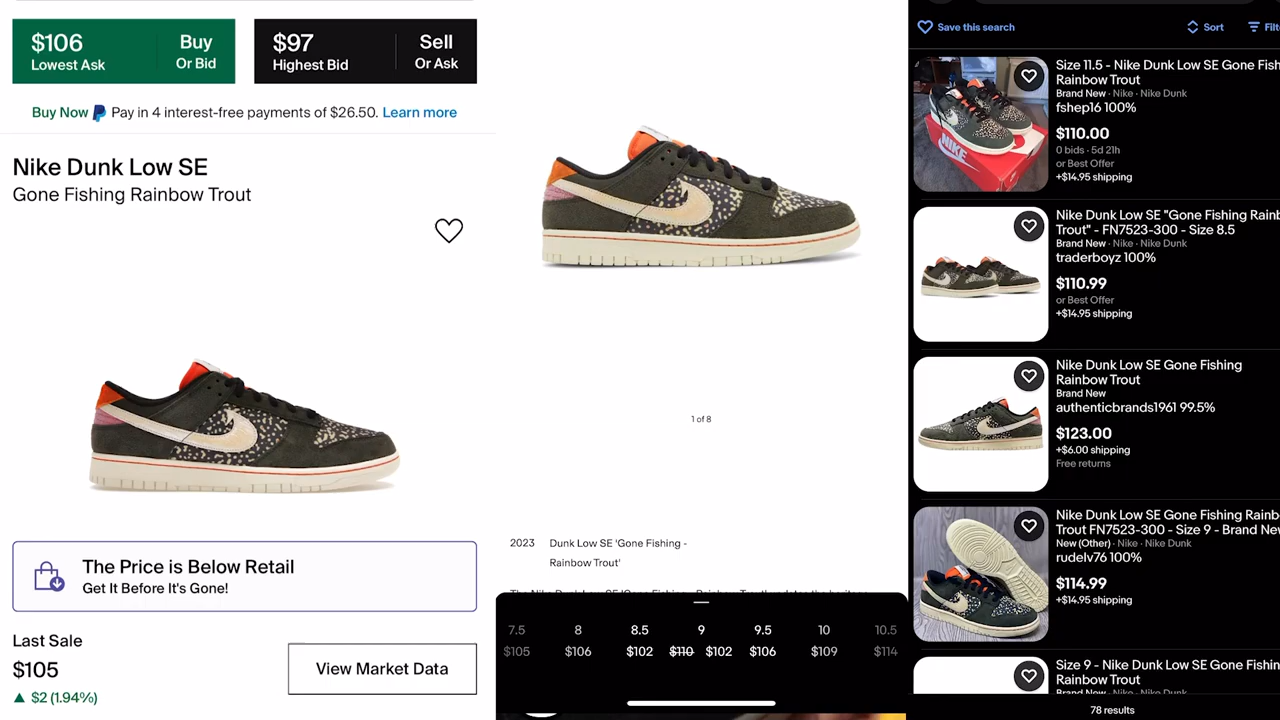 $106
Lowest Ask
Buy
Or Bid
$97
Highest Bid
Sell
Or Ask
Buy Now Pay in 4 interest-free payments of $26.50. Learn more
Nike Dunk Low SE
Gone Fishing Rainbow Trout
The Price is Below Retail
Get It Before It's Gone!
Last Sale
$105
▲ $2 (1.94%)
View Market Data
1 of 8
2023 Dunk Low SE 'Gone Fishing -
Rainbow Trout'
7.5 8 8.5 9 9.5 10 10.5
$105 $106 $102 $110 $102 $106 $109 $114
Save this search
Sort
Filt
Size 11.5 - Nike Dunk Low SE Gone Fish
Rainbow Trout
Brand New · Nike · Nike Dunk
fshep16 100%
$110.00
0 bids · 5d 21h
or Best Offer
+$14.95 shipping
NIKE
Nike Dunk Low SE "Gone Fishing Rainb
Trout" - FN7523-300 - Size 8.5
Brand New · Nike · Nike Dunk
traderboyz 100%
$110.99
or Best Offer
+$14.95 shipping
Nike Dunk Low SE Gone Fishing
Rainbow Trout
Brand New
authenticbrands1961 99.5%
$123.00
+$6.00 shipping
Free returns
Nike Dunk Low SE Gone Fishing Rainb
Trout FN7523-300 - Size 9 - Brand New
New (Other) · Nike · Nike Dunk
rudelv76 100%
$114.99
+$14.95 shipping
Size 9 - Nike Dunk Low SE Gone Fishin
Rainbow Trout
Brand New · Nike · Nike Dunk
78 results